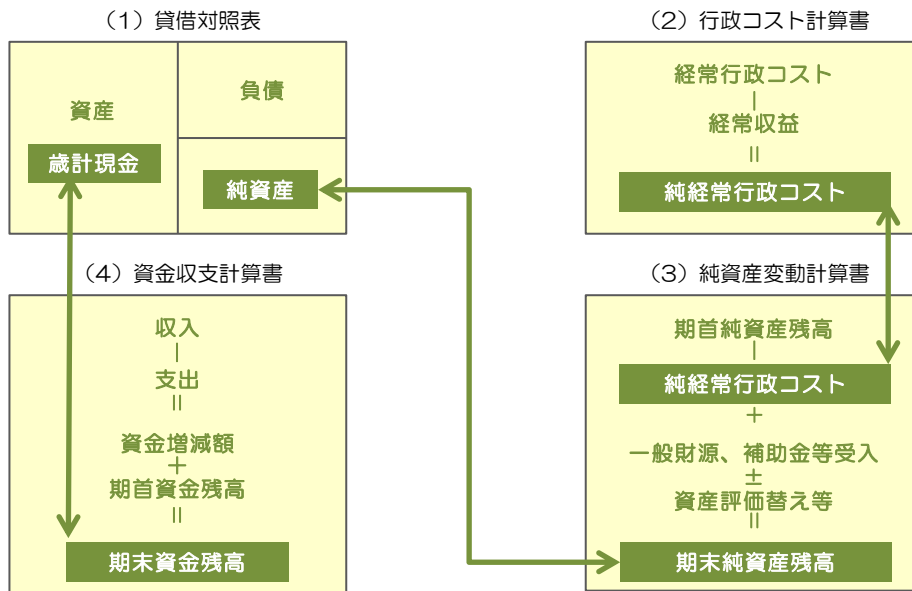 （1）貸借対照表
資産
歳計現金
負債
純資産
（2）行政コスト計算書
経常行政コスト
－
経常収益
＝
純経常行政コスト
（4）資金収支計算書
収入
－
支出
＝
資金増減額
＋
期首資金残高
＝
期末資金残高
（3）純資産変動計算書
期首純資産残高
－
純経常行政コスト
＋
一般財源、補助金等受入
±
資産評価替え等
＝
期末純資産残高